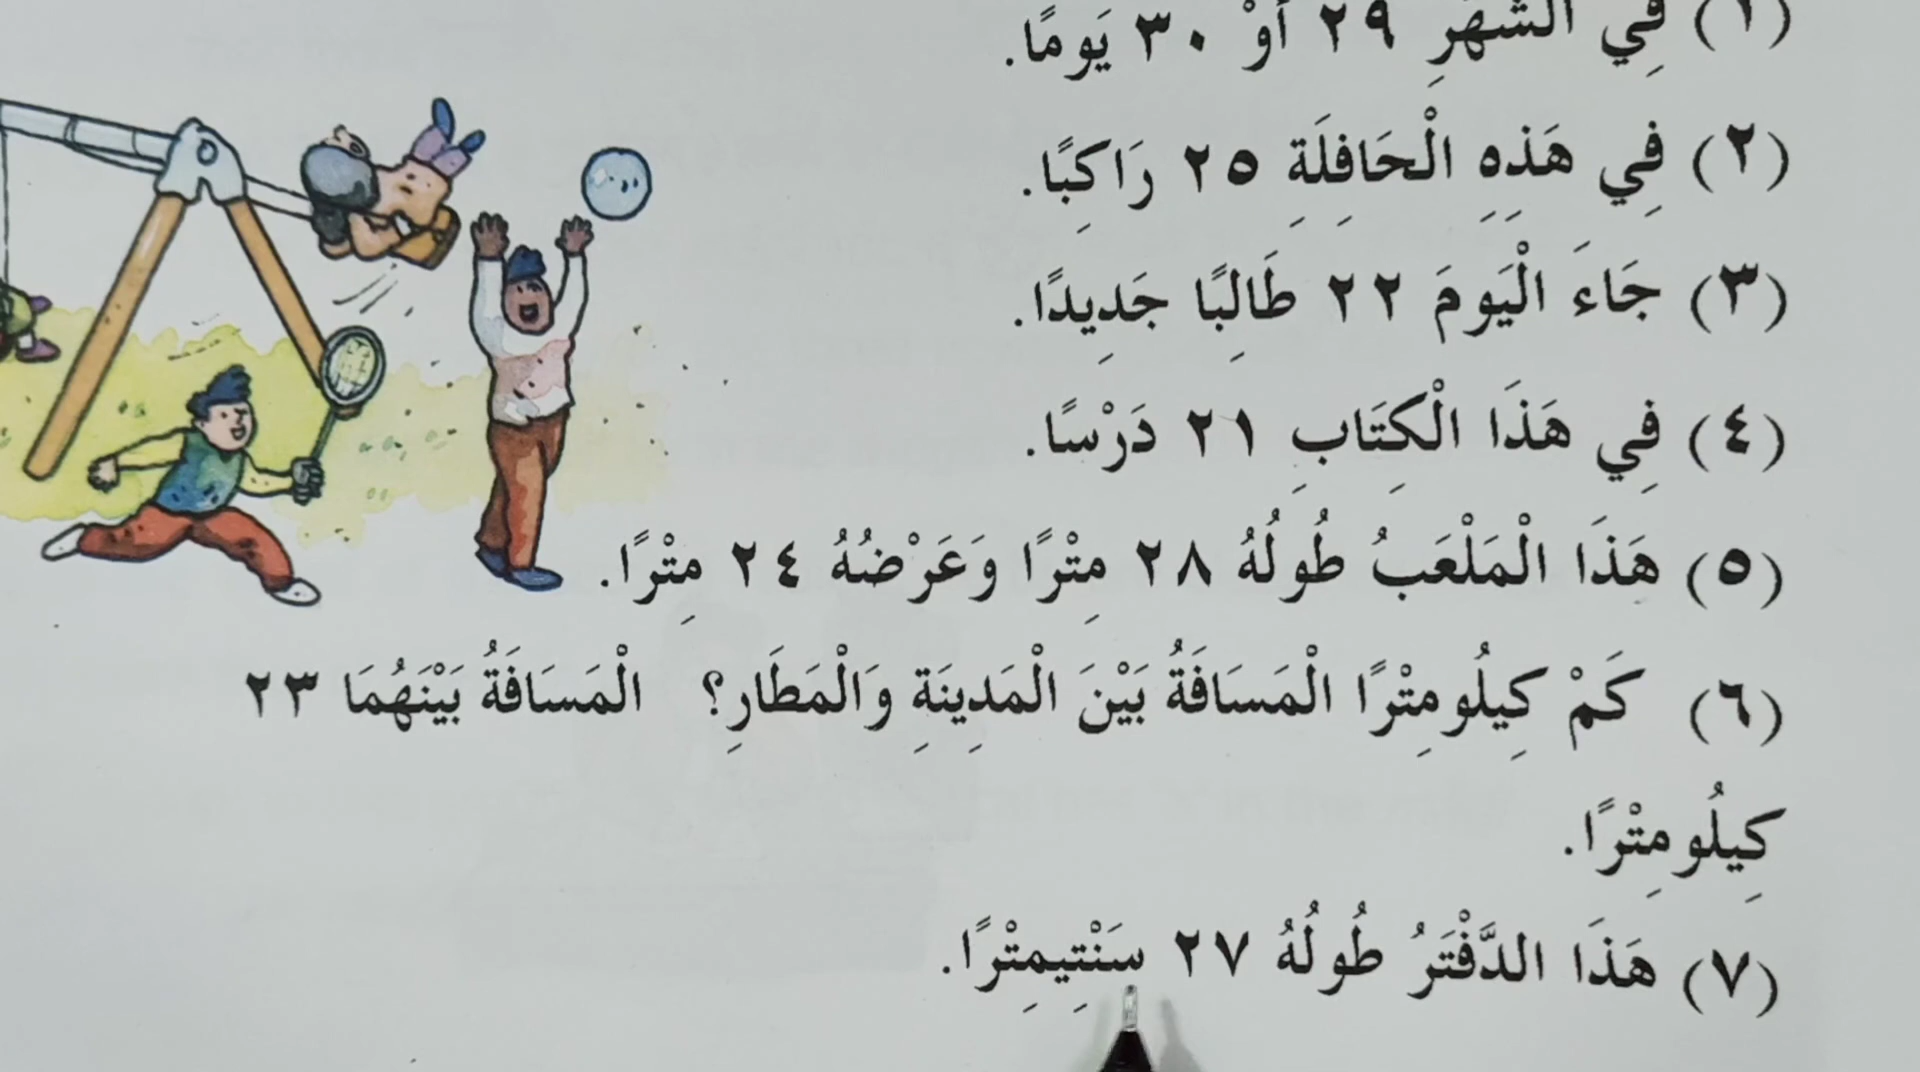 (١) فِي الشَّهْرِ ٢٩ أَوْ ٣٠ يَومًا.
(٢) فِي هَذِهِ الْحَافِلَةِ ٢٥ رَاكِبًا.
(٣) جَاءَ الْيَومَ ٢٢ طَالِبًا جَدِيدًا.
(٤) فِي هَذَا الْكِتَابِ ٢١ دَرْسًا.
(٥) هَذَا الْمَلْعَبُ طُولُهُ ٢٨ مِتْرًا وَعَرْضُهُ ٢٤ مِتْرًا.
(٦) كَمْ كِيلُومِتْرًا الْمَسَافَةُ بَيْنَ الْمَدِينَةِ وَالْمَطَارِ؟ الْمَسَافَةُ بَيْنَهُمَا ٢٣
كِيلُومِتْرًا.
(٧) هَذَا الدَّفْتَرُ طُولُهُ ٢٧ سَنْتِيمِتْرًا.